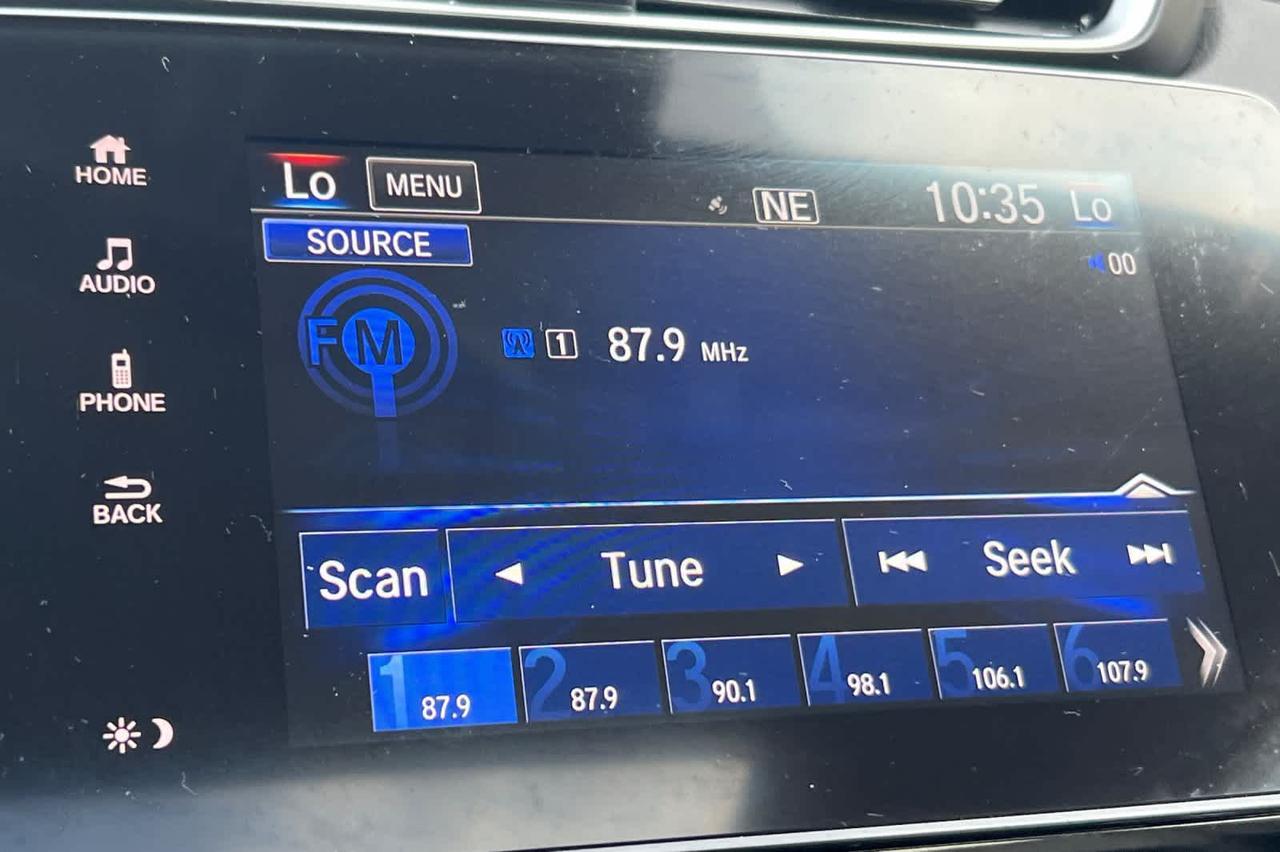 HOME
AUDIO
PHONE
BACK
Lo MENU NE 10:35 Lo
SOURCE
00
FM 1 87.9 MHz
Scan Tune Seek
1 87.9 2 87.9 3 90.1 4 98.1 5 106.1 6 107.9